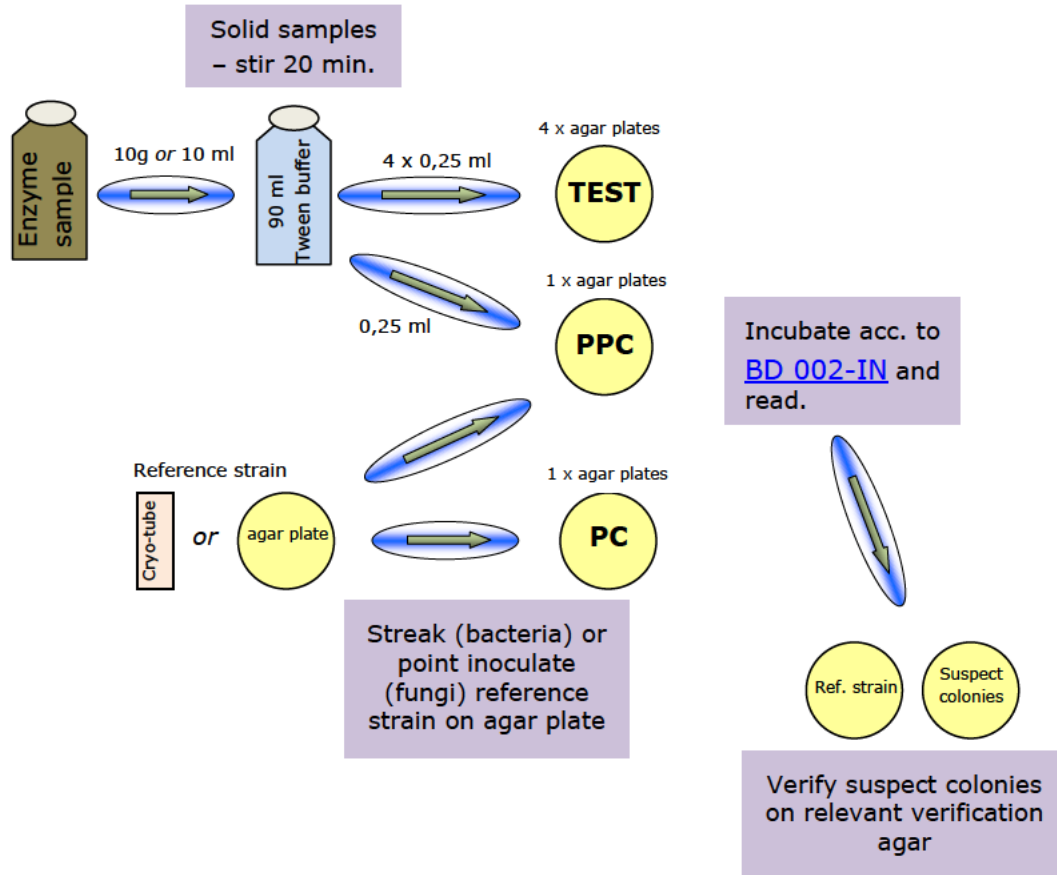 Solid samples
– stir 20 min.
4 x agar plates
10g or 10 ml
4 x 0,25 ml
Enzyme
sample
90 ml
Tween buffer
TEST
1 x agar plates
0,25 ml
PPC
Incubate acc. to
BD 002-IN and
read.
Reference strain
1 x agar plates
Cryo-tube
or
agar plate
PC
Streak (bacteria) or
point inoculate
(fungi) reference
strain on agar plate
Ref. strain
Suspect
colonies
Verify suspect colonies
on relevant verification
agar